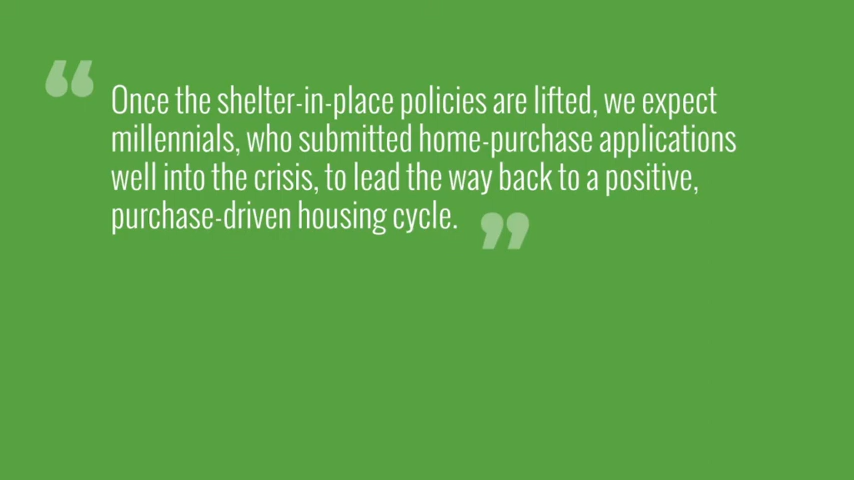 “Once the shelter-in-place policies are lifted, we expect
millennials, who submitted home-purchase applications
well into the crisis, to lead the way back to a positive,
purchase-driven housing cycle.”